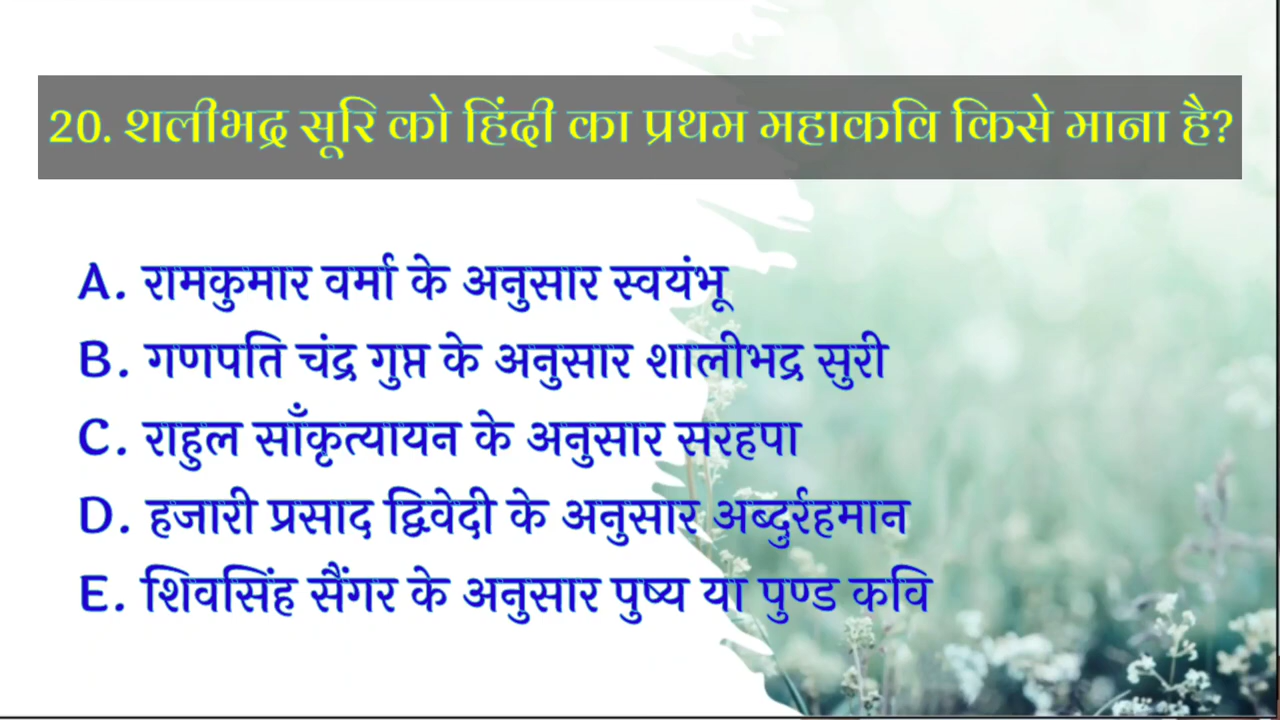 20. शलीभद्र सूरि को हिंदी का प्रथम महाकवि किसे माना है?
A. रामकुमार वर्मा के अनुसार स्वयंभू
B. गणपति चंद्र गुप्त के अनुसार शालीभद्र सुरी
C. राहुल साँकृत्यायन के अनुसार सरहपा
D. हजारी प्रसाद द्विवेदी के अनुसार अब्दुर्रहमान
E. शिवसिंह सैंगर के अनुसार पुष्य या पुण्ड कवि